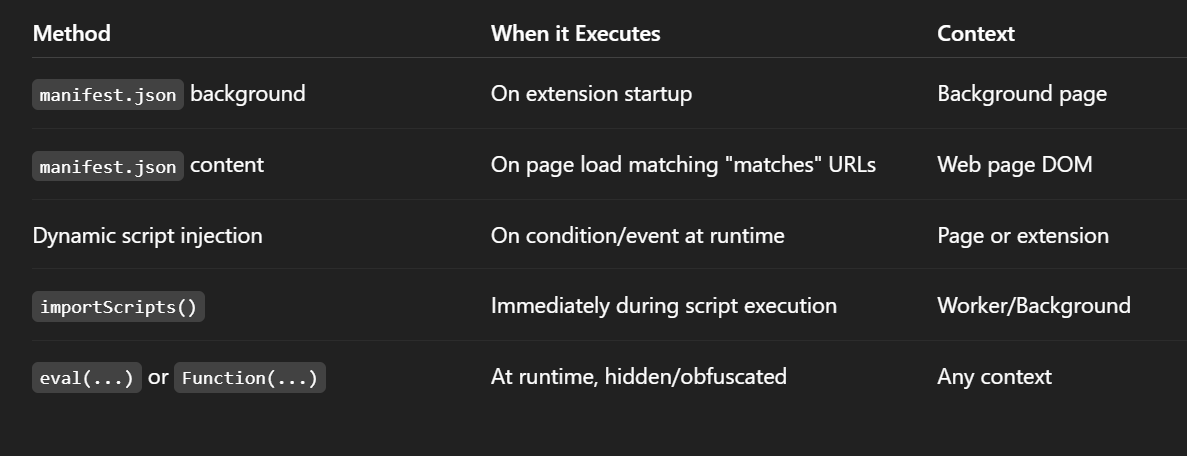 Method When it Executes Context
manifest.json background On extension startup Background page
manifest.json content On page load matching "matches" URLs Web page DOM
Dynamic script injection On condition/event at runtime Page or extension
importScripts() Immediately during script execution Worker/Background
eval(...) or Function(...) At runtime, hidden/obfuscated Any context